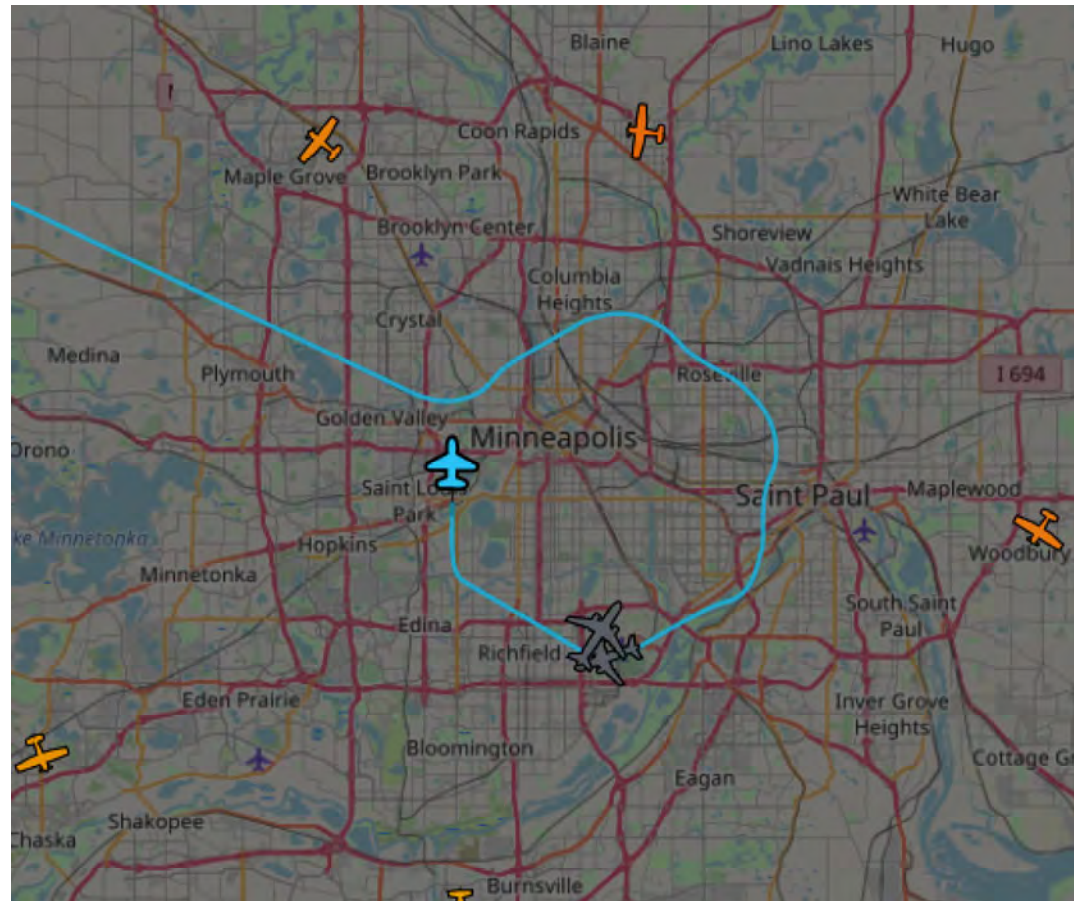 Blaine
Lino Lakes
Hugo
Coon Rapids
Maple Grove
Brooklyn Park
White Bear
Lake
Brooklyn Center
Shoreview
Vadnais Heights
Columbia
Heights
Crystal
Medina
Plymouth
Roseville
I 694
Golden Valley
Minneapolis
Orono
Saint Louis
Park
Saint Paul
Maplewood
ke Minnetonka
Hopkins
Woodbury
Minnetonka
South Saint
Paul
Edina
Richfield
Eden Prairie
Inver Grove
Heights
Bloomington
Cottage Gr
Eagan
Shakopee
Chaska
Burnsville